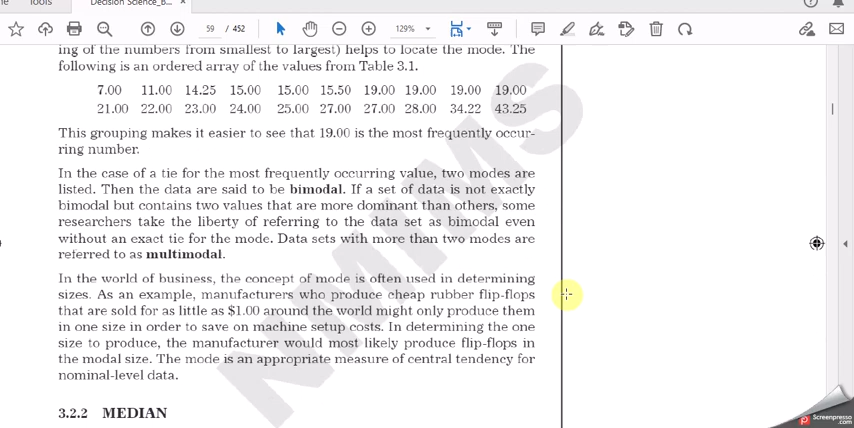 Tools
Decision Science_B...
59 / 452
129%
ing of the numbers from smallest to largest) helps to locate the mode. The
following is an ordered array of the values from Table 3.1.
7.00 11.00 14.25 15.00 15.00 15.50 19.00 19.00 19.00 19.00
21.00 22.00 23.00 24.00 25.00 27.00 27.00 28.00 34.22 43.25
This grouping makes it easier to see that 19.00 is the most frequently occur-
ring number.
In the case of a tie for the most frequently occurring value, two modes are
listed. Then the data are said to be bimodal. If a set of data is not exactly
bimodal but contains two values that are more dominant than others, some
researchers take the liberty of referring to the data set as bimodal even
without an exact tie for the mode. Data sets with more than two modes are
referred to as multimodal.
In the world of business, the concept of mode is often used in determining
sizes. As an example, manufacturers who produce cheap rubber flip-flops
that are sold for as little as $1.00 around the world might only produce them
in one size in order to save on machine setup costs. In determining the one
size to produce, the manufacturer would most likely produce flip-flops in
the modal size. The mode is an appropriate measure of central tendency for
nominal-level data.
3.2.2 MEDIAN
NMIMS
Screenpresso
.com